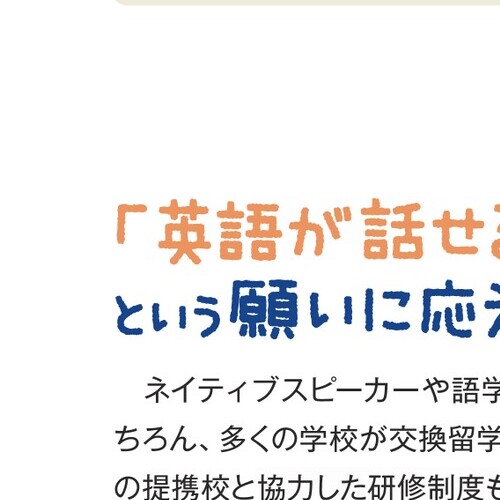 「英語が話せ
という願いに応
ネイティブスピーカーや語学
ちろん、多くの学校が交換留学
の提携校と協力した研修制度も